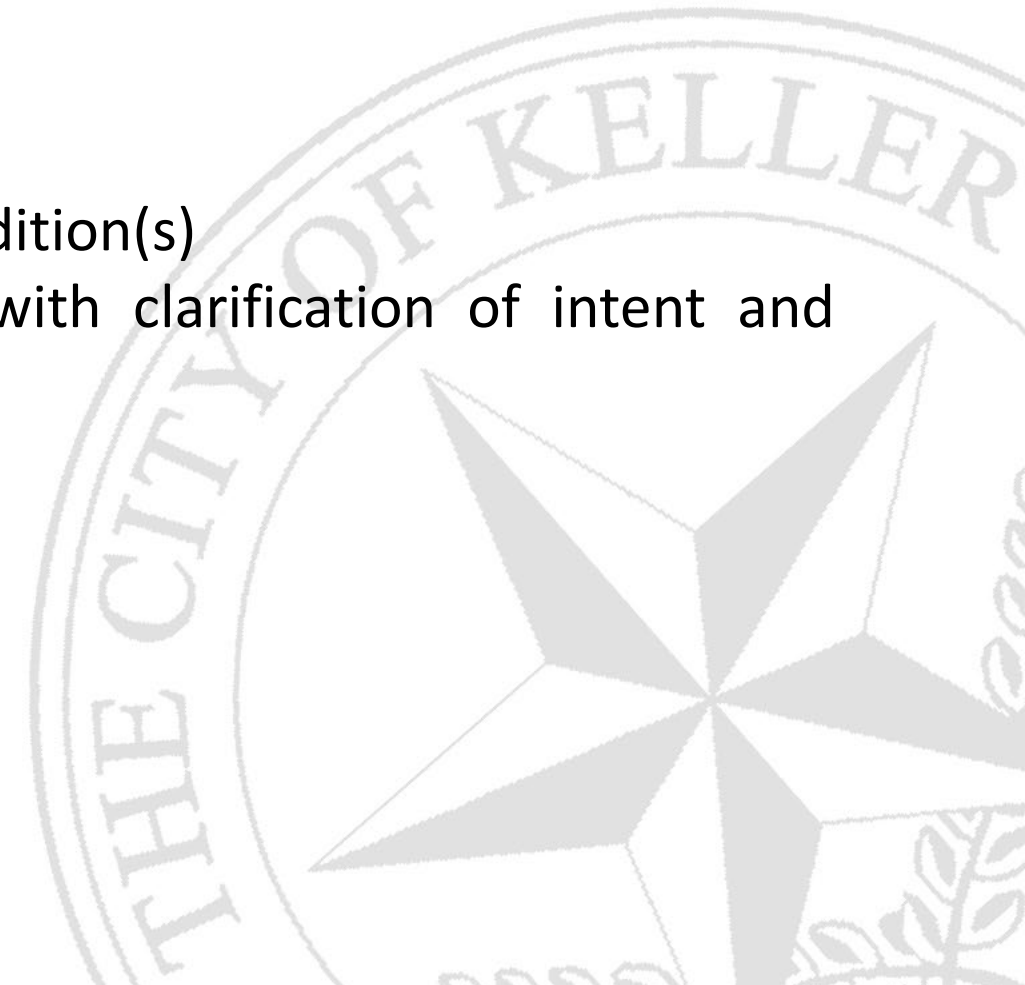 THE CITY OF KELLER
dition(s)
with clarification of intent and